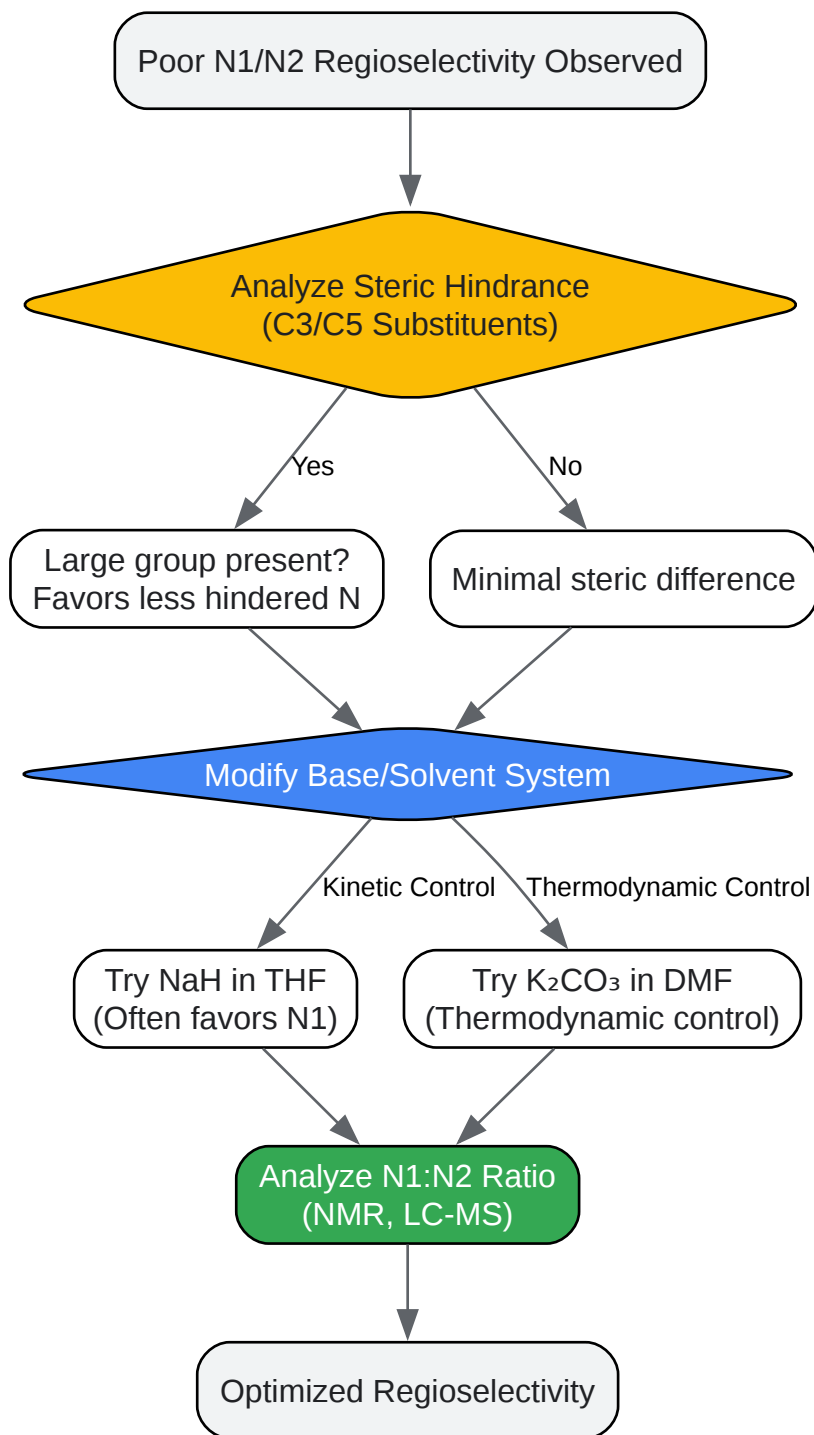 Poor N1/N2 Regioselectivity Observed
Analyze Steric Hindrance
(C3/C5 Substituents)
Yes
No
Large group present?
Favors less hindered N
Minimal steric difference
Modify Base/Solvent System
Kinetic Control
Thermodynamic Control
Try NaH in THF
(Often favors N1)
Try K₂CO₃ in DMF
(Thermodynamic control)
Analyze N1:N2 Ratio
(NMR, LC-MS)
Optimized Regioselectivity